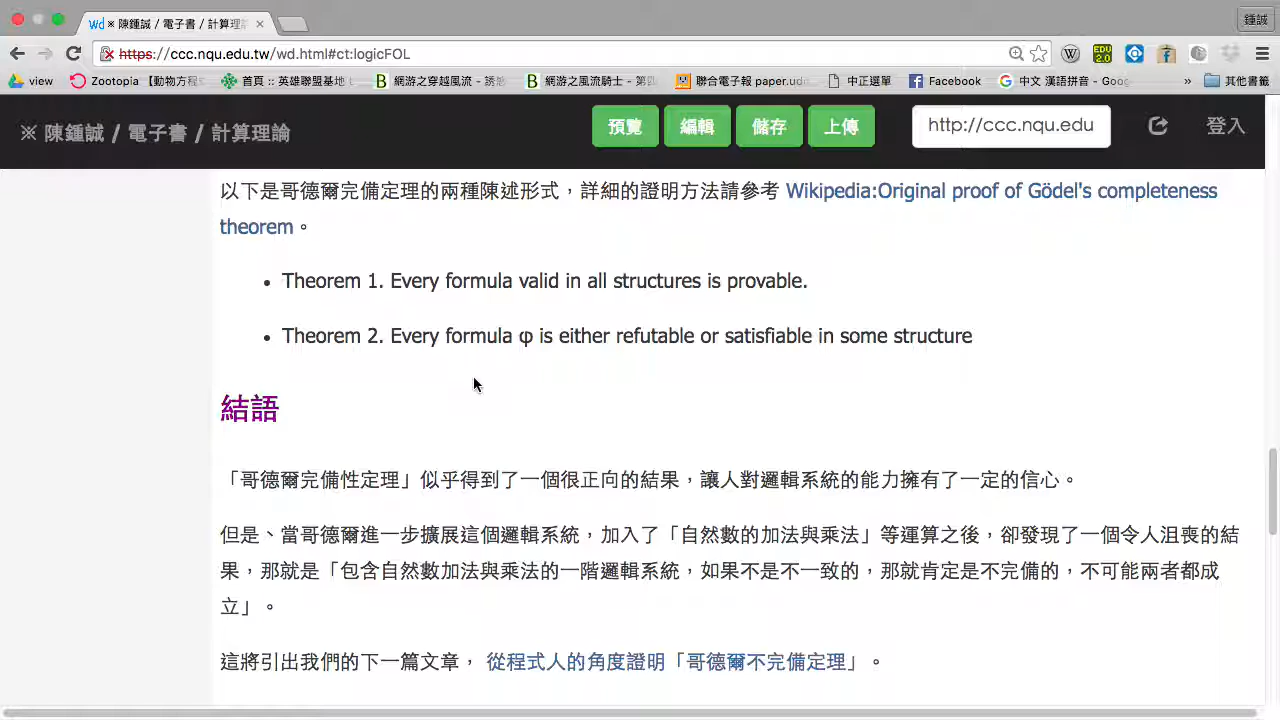 wd ※ 陳鍾誠 / 電子書 / 計算理 ×
鍾誠
https://ccc.nqu.edu.tw/wd.html#ct:logicFOL
view Zootopia 【動物方程 首頁 :: 英雄聯盟基地 網游之穿越風流 - 網游之風流騎士 - 第四 聯合電子報 paper.ud 中正選單 Facebook 中文 漢語拼音 - Goo » 其他書籤
※ 陳鍾誠 / 電子書 / 計算理論 預覽 編輯 儲存 上傳 http://ccc.nqu.edu 登入
以下是哥德爾完備定理的兩種陳述形式，詳細的證明方法請參考 Wikipedia:Original proof of Gödel's completeness
theorem 。
• Theorem 1. Every formula valid in all structures is provable.
• Theorem 2. Every formula φ is either refutable or satisfiable in some structure
結語
「哥德爾完備性定理」似乎得到了一個很正向的結果，讓人對邏輯系統的能力擁有了一定的信心。
但是、當哥德爾進一步擴展這個邏輯系統，加入了「自然數的加法與乘法」等運算之後，卻發現了一個令人沮喪的結
果，那就是「包含自然數加法與乘法的一階邏輯系統，如果不是不一致的，那就肯定是不完備的，不可能兩者都成
立」。
這將引出我們的下一篇文章， 從程式人的角度證明「哥德爾不完備定理」 。